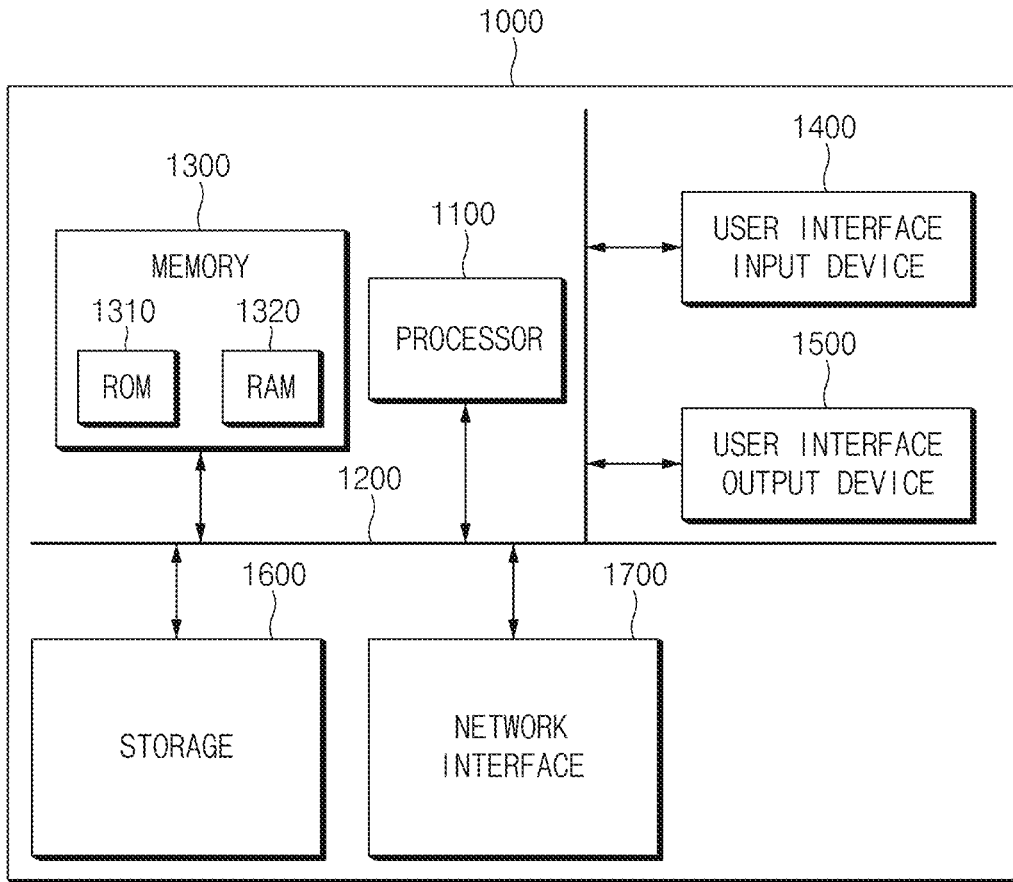 1000
1300
MEMORY
1310
1320
ROM
RAM
1100
PROCESSOR
1400
USER INTERFACE
INPUT DEVICE
1500
USER INTERFACE
OUTPUT DEVICE
1200
1600
STORAGE
1700
NETWORK
INTERFACE